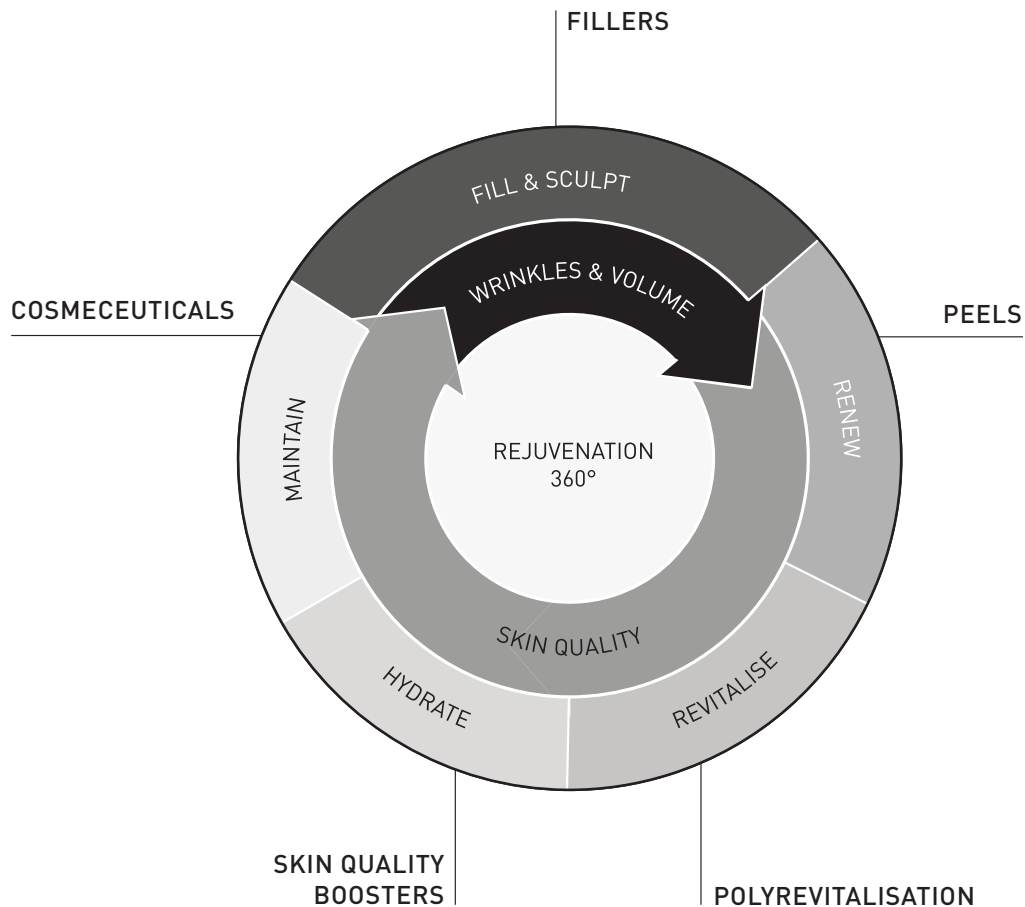 FILLERS
FILL & SCULPT
WRINKLES & VOLUME
COSMECEUTICALS
PEELS
RENEW
MAINTAIN
REJUVENATION
360°
SKIN QUALITY
HYDRATE
REVITALISE
SKIN QUALITY
BOOSTERS
POLYREVITALISATION